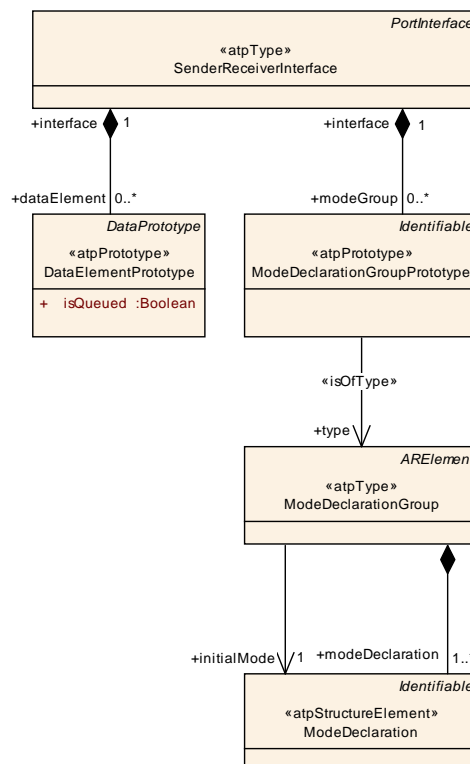 PortInterface
«atpType»
SenderReceiverInterface
+interface 1
+interface 1
+dataElement 0..*
+modeGroup 0..*
DataPrototype
«atpPrototype»
DataElementPrototype
+ isQueued :Boolean
Identifiable
«atpPrototype»
ModeDeclarationGroupPrototype
«isOfType»
+type
ARElement
«atpType»
ModeDeclarationGroup
+initialMode 1
+modeDeclaration 1..*
Identifiable
«atpStructureElement»
ModeDeclaration